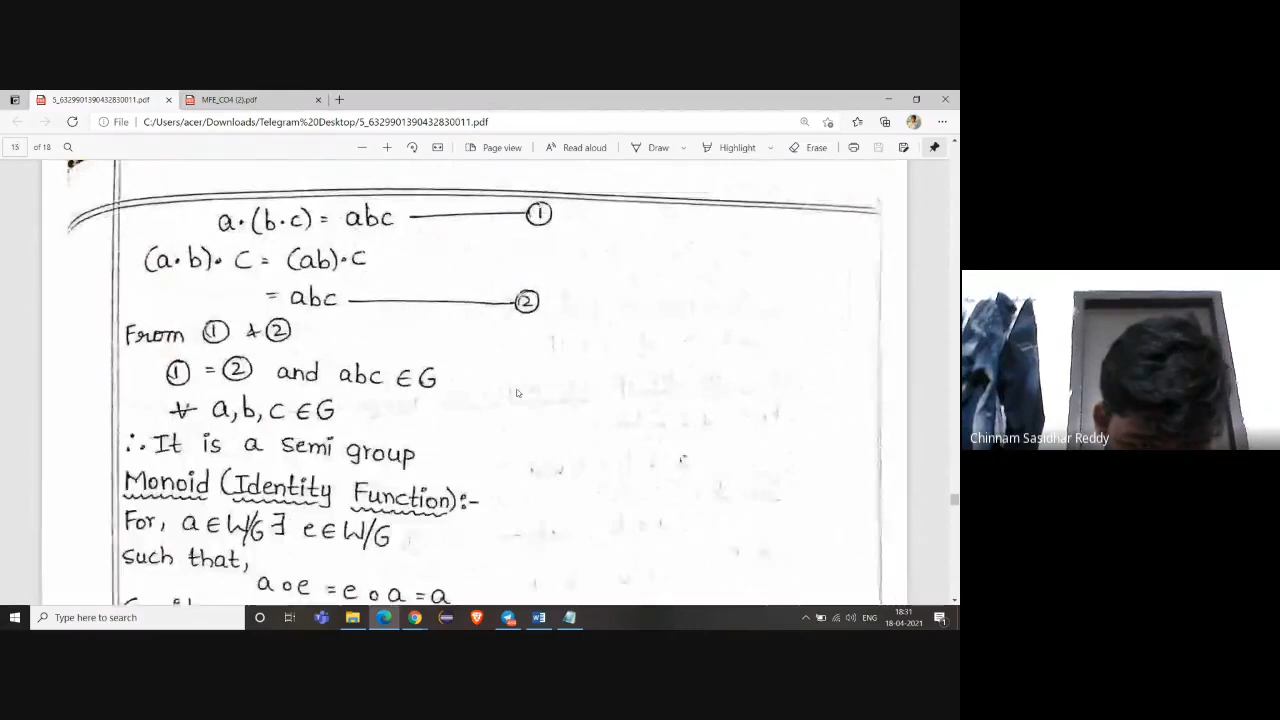 5_6329901390432830011.pdf
MFE_CO4 (2).pdf
File
C:/Users/acer/Downloads/Telegram%20Desktop/5_6329901390432830011.pdf
15 of 18
Page view
Read aloud
Draw
Highlight
Erase
a·(b·c) = abc ——— ①
(a·b)· c = (ab)·c
= abc ——— ②
From ① & ②
① = ② and abc ∈ G
∀ a, b, c ∈ G
∴ It is a semi group
Monoid (Identity Function):-
For, a ∈ W/G ∃ e ∈ W/G
such that,
a o e = e o a = a
Chinnam Sasidhar Reddy
Type here to search
ENG
18:31
18-04-2021